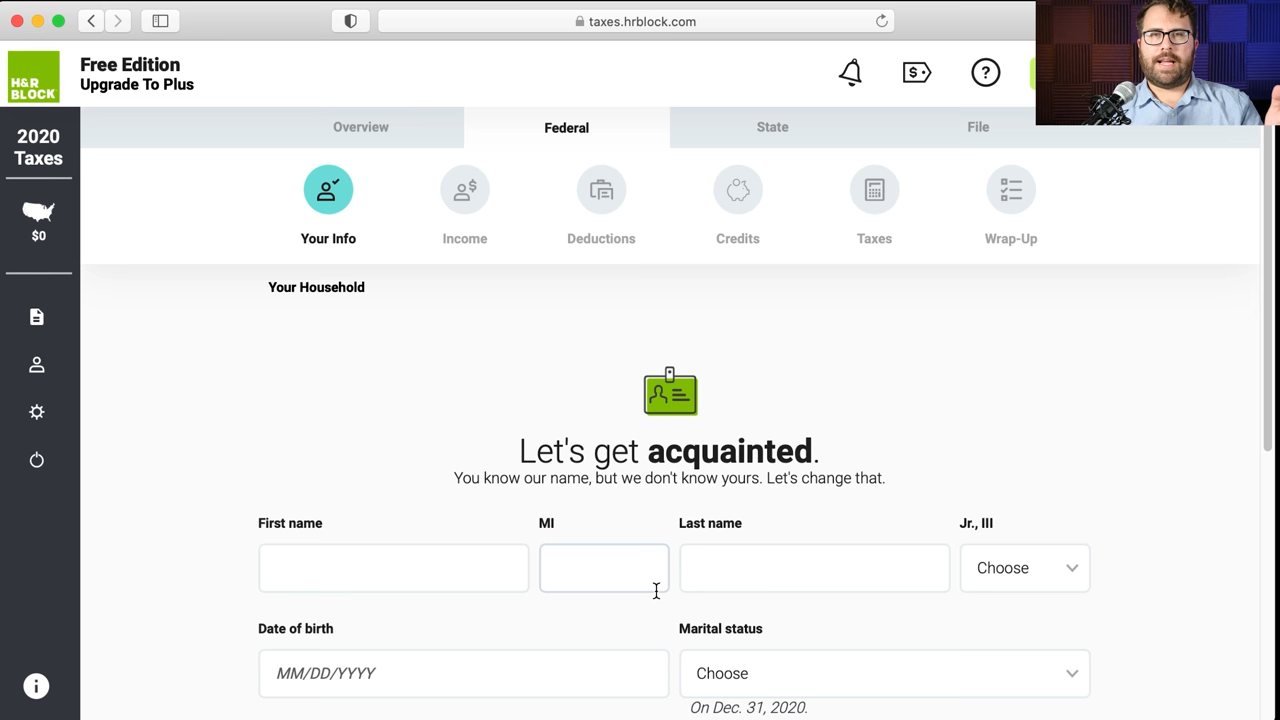 taxes.hrblock.com
H&R
BLOCK
Free Edition
Upgrade To Plus
$
?
2020
Taxes
$0
Overview
Federal
State
File
$
Your Info
Income
Deductions
Credits
Taxes
Wrap-Up
Your Household
Let's get acquainted.
You know our name, but we don't know yours. Let's change that.
First name
MI
Last name
Jr., III
Choose
Date of birth
Marital status
MM/DD/YYYY
Choose
On Dec. 31, 2020.
i